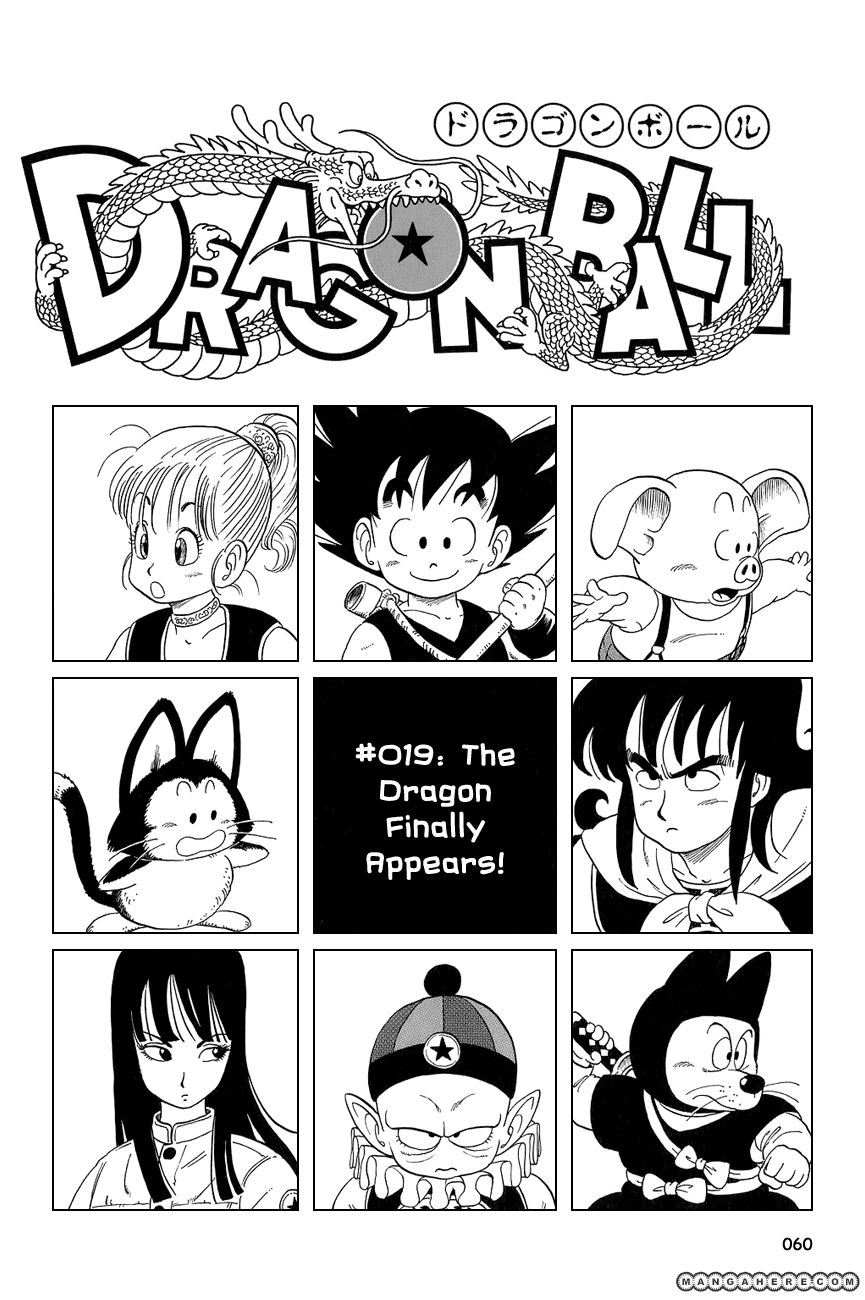 ドラゴンボール
DRAGON BALL
#019: The
Dragon
Finally
Appears!
060
MANGAHERE.COM